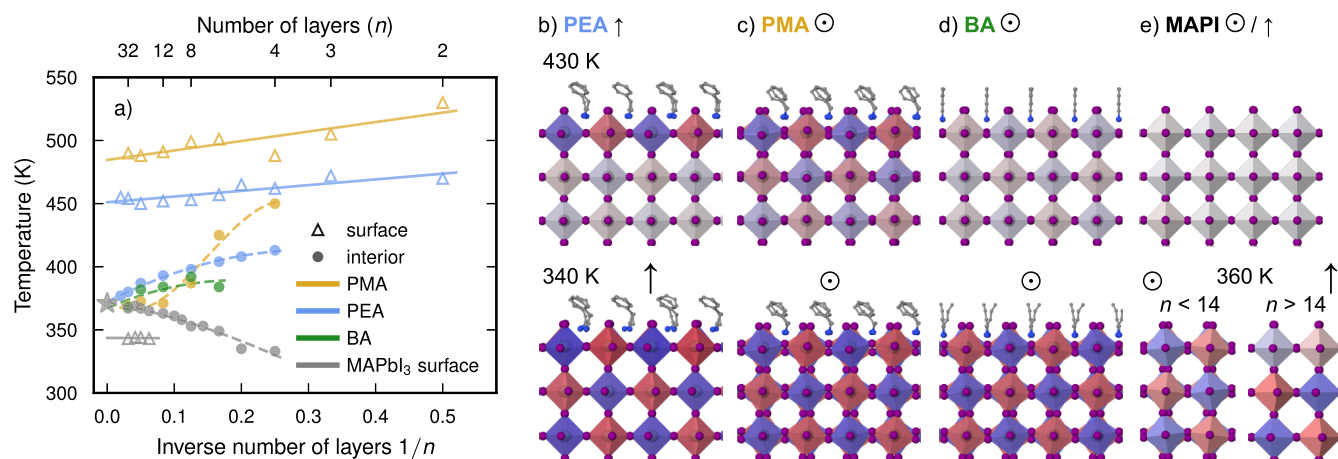 Number of layers (n)
32 12 8 4 3 2
a)
Temperature (K)
550
500
450
400
350
300
surface
interior
PMA
PEA
BA
MAPbI₃ surface
0.0 0.1 0.2 0.3 0.4 0.5
Inverse number of layers 1/n
b) PEA ↑
c) PMA ⊙
d) BA ⊙
e) MAPI ⊙ / ↑
430 K
340 K
↑
⊙
⊙
⊙
360 K
↑
n < 14
n > 14